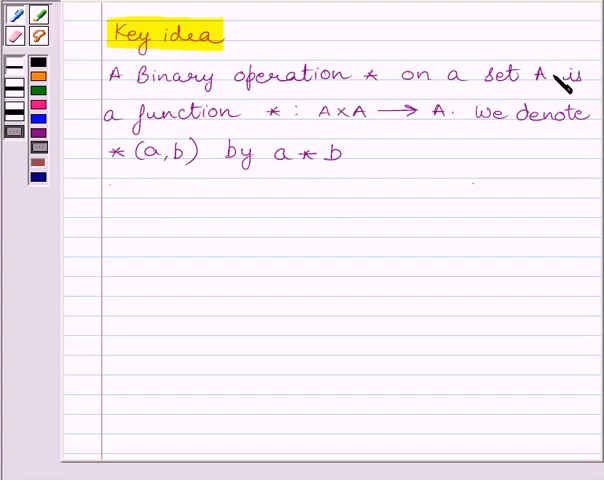 Key idea
A Binary operation * on a set A is
a function * : A×A ⟶ A. We denote
*(a,b) by a * b